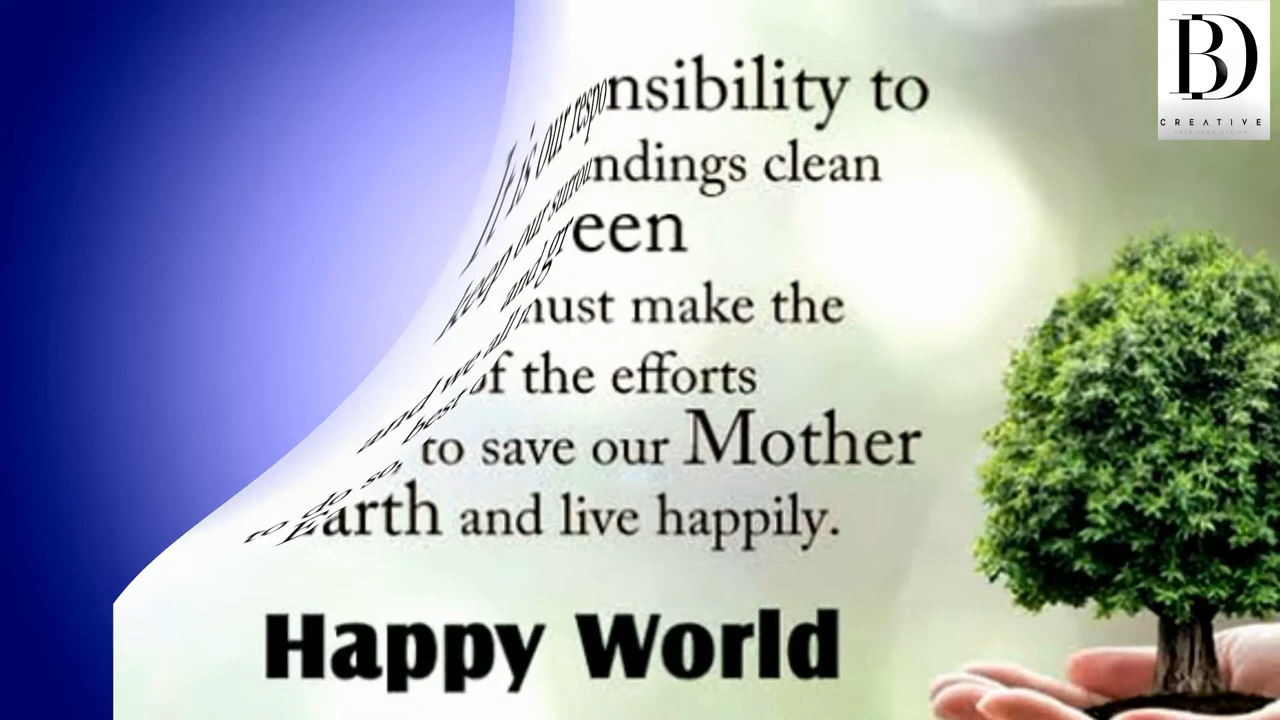 It is our responsibility to
keep our surroundings clean
and green
and we all must make the
best of the efforts
to do so, to save our Mother
Earth and live happily.
Happy World
BD
CREATIVE